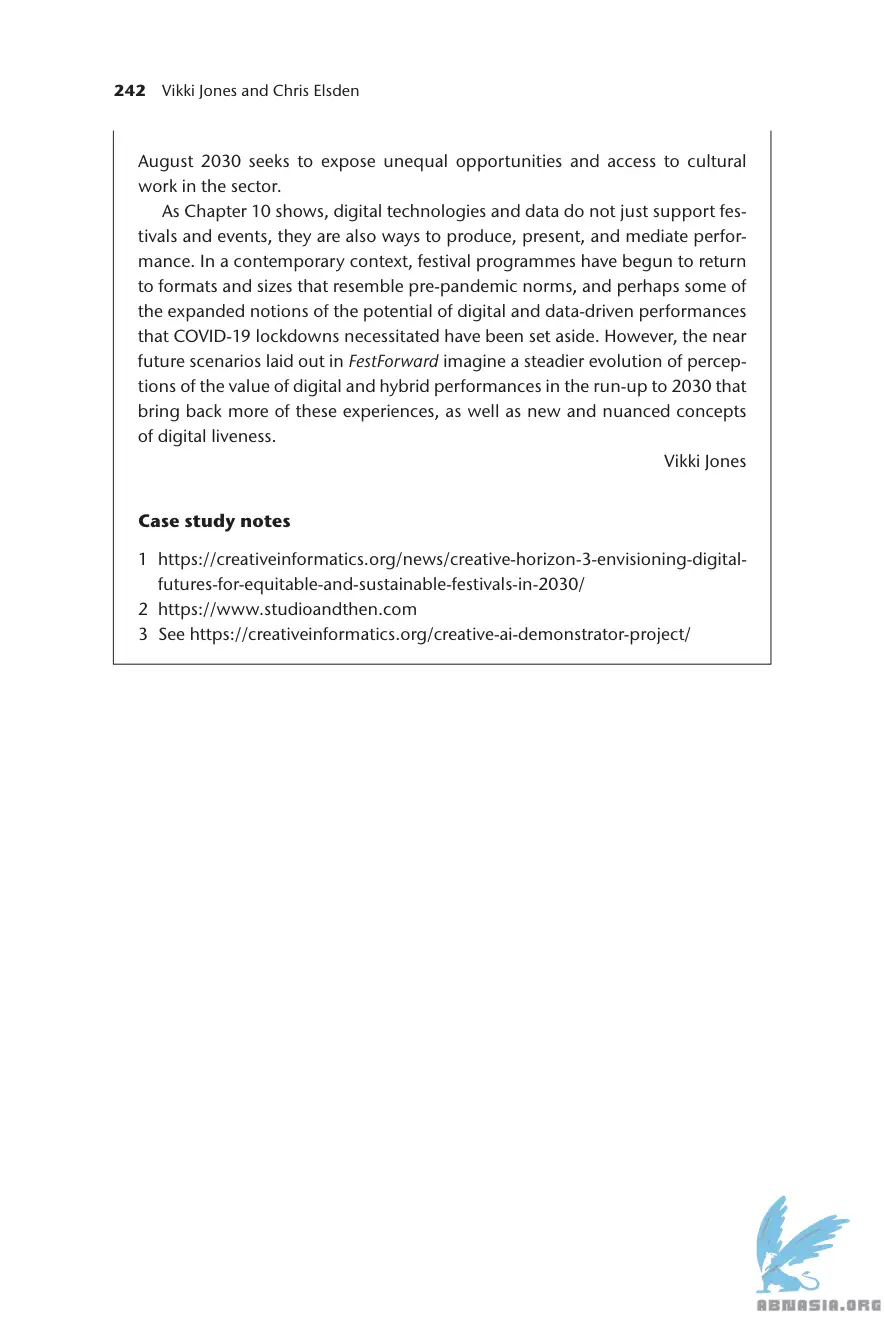 242 Vikki Jones and Chris Elsden
August 2030 seeks to expose unequal opportunities and access to cultural
work in the sector.
As Chapter 10 shows, digital technologies and data do not just support fes-
tivals and events, they are also ways to produce, present, and mediate perfor-
mance. In a contemporary context, festival programmes have begun to return
to formats and sizes that resemble pre-pandemic norms, and perhaps some of
the expanded notions of the potential of digital and data-driven performances
that COVID-19 lockdowns necessitated have been set aside. However, the near
future scenarios laid out in FestForward imagine a steadier evolution of percep-
tions of the value of digital and hybrid performances in the run-up to 2030 that
bring back more of these experiences, as well as new and nuanced concepts
of digital liveness.
Vikki Jones
Case study notes
1 https://creativeinformatics.org/news/creative-horizon-3-envisioning-digital-
futures-for-equitable-and-sustainable-festivals-in-2030/
2 https://www.studioandthen.com
3 See https://creativeinformatics.org/creative-ai-demonstrator-project/
ABNASIA.ORG